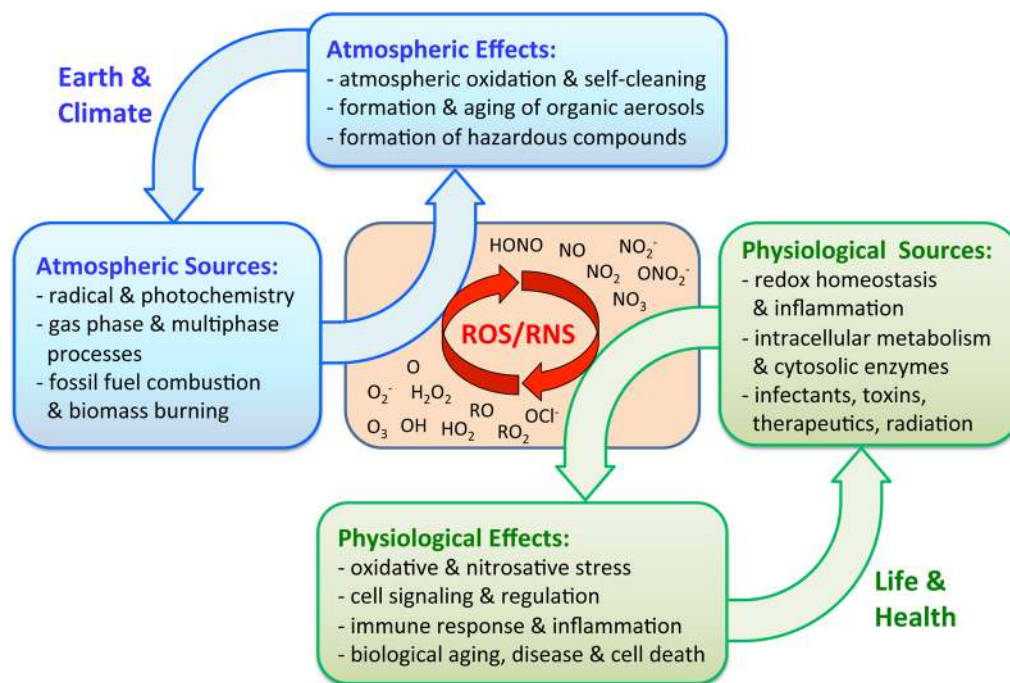 Earth &
Climate
Atmospheric Effects:
- atmospheric oxidation & self-cleaning
- formation & aging of organic aerosols
- formation of hazardous compounds
Atmospheric Sources:
- radical & photochemistry
- gas phase & multiphase
processes
- fossil fuel combustion
& biomass burning
HONO NO NO₂⁻
NO₂ ONO₂⁻
NO₃
ROS/RNS
O
O₂⁻ H₂O₂
RO OCl⁻
O₃ OH HO₂ RO₂
Physiological Sources:
- redox homeostasis
& inflammation
- intracellular metabolism
& cytosolic enzymes
- infectants, toxins,
therapeutics, radiation
Physiological Effects:
- oxidative & nitrosative stress
- cell signaling & regulation
- immune response & inflammation
- biological aging, disease & cell death
Life &
Health